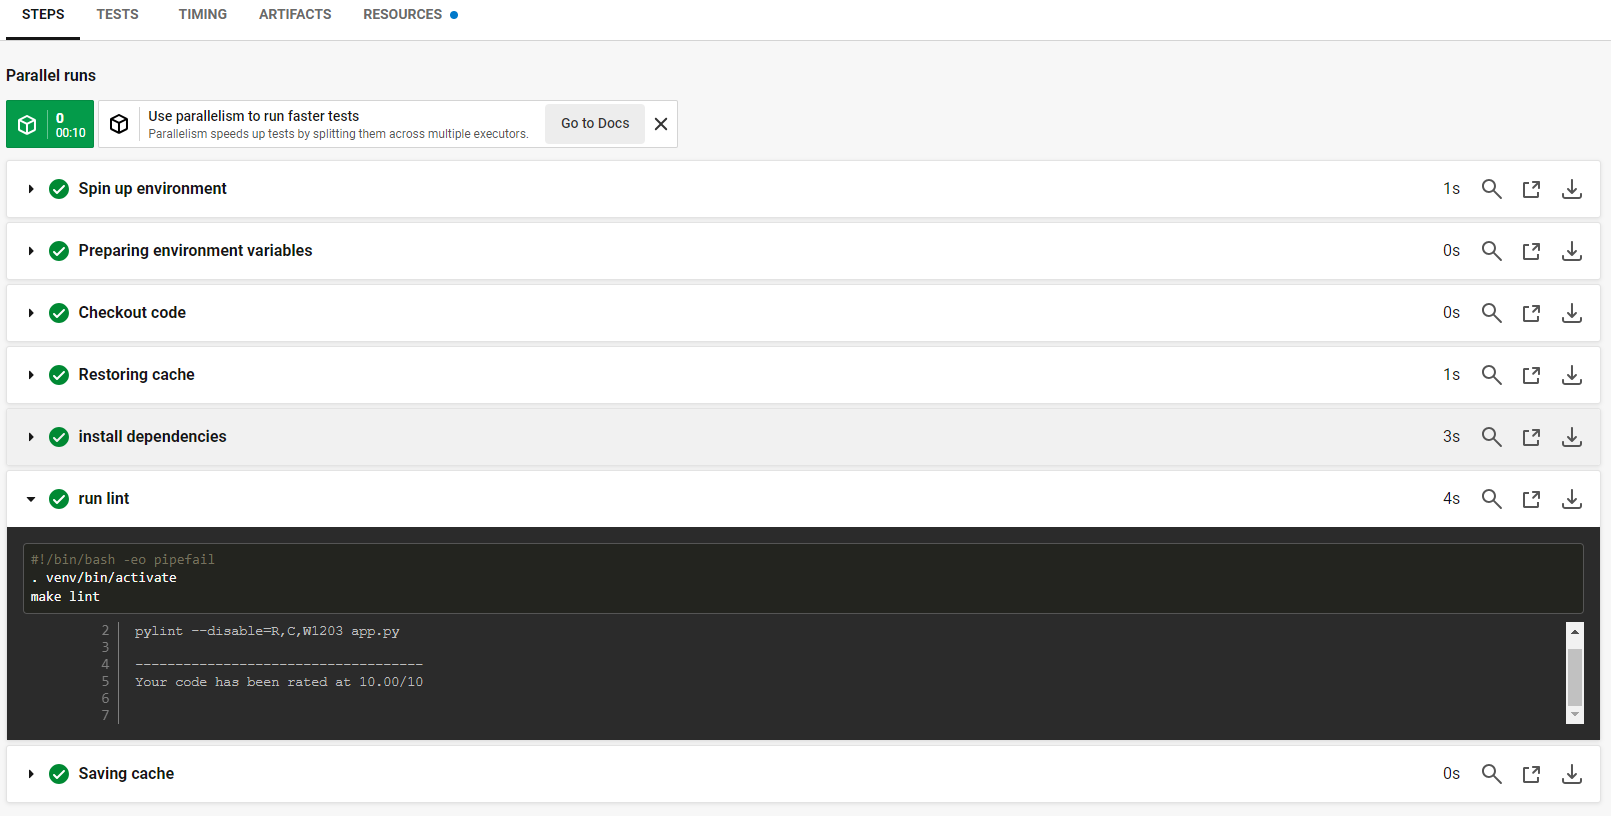 STEPS TESTS TIMING ARTIFACTS RESOURCES
Parallel runs
0
00:10
Use parallelism to run faster tests
Parallelism speeds up tests by splitting them across multiple executors.
Go to Docs
Spin up environment 1s
Preparing environment variables 0s
Checkout code 0s
Restoring cache 1s
install dependencies 3s
run lint 4s
#!/bin/bash -eo pipefail
. venv/bin/activate
make lint
2 pylint --disable=R,C,W1203 app.py
3
4 ------------------------------------
5 Your code has been rated at 10.00/10
6
7
Saving cache 0s